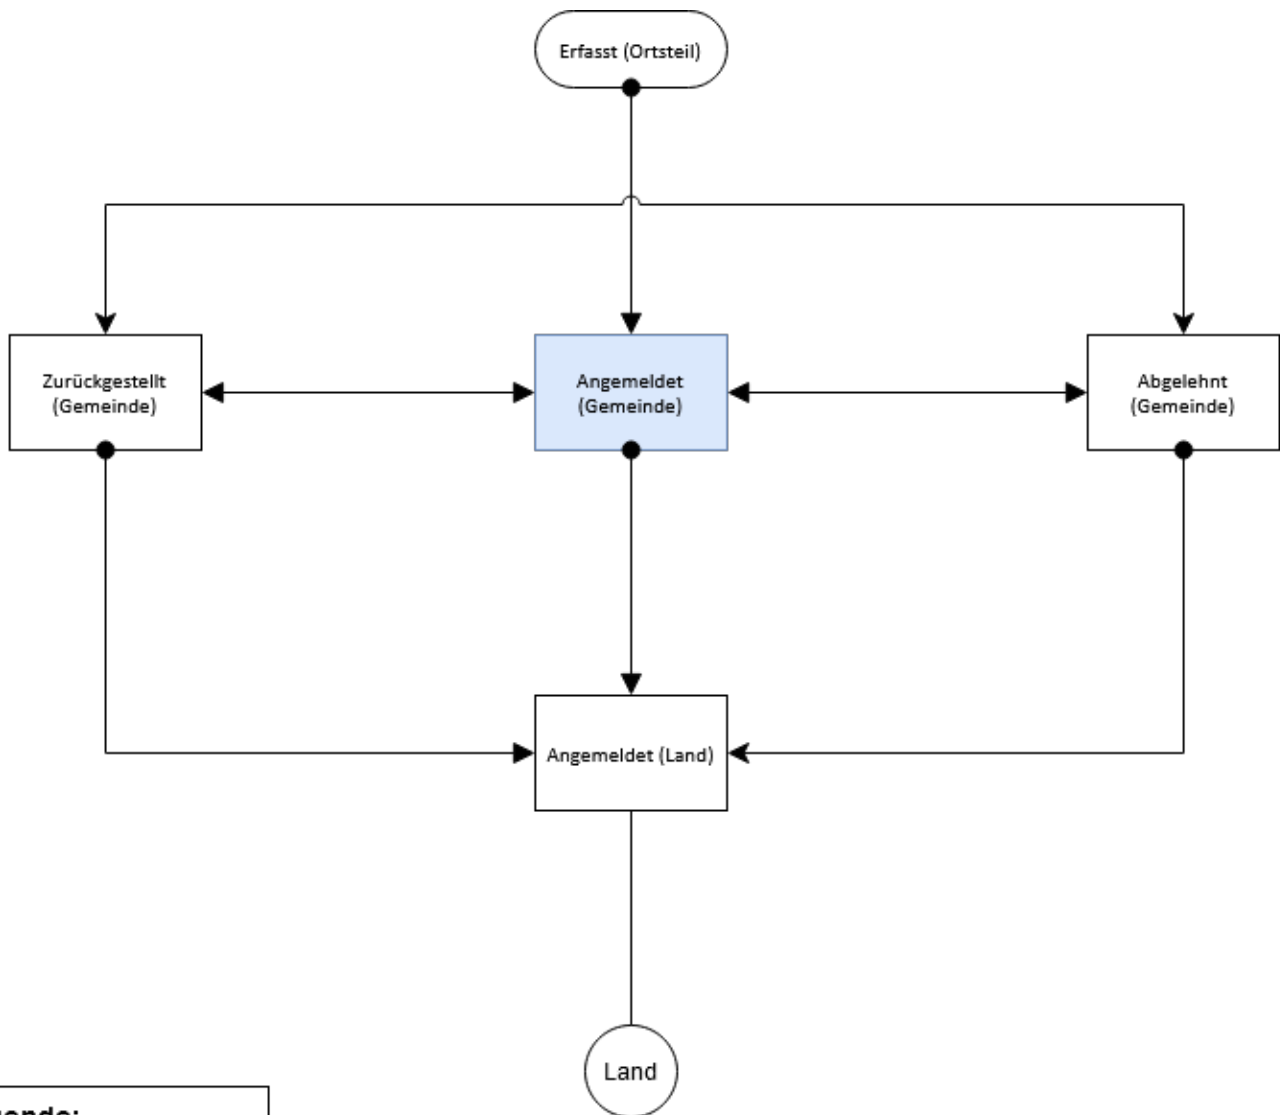 Erfasst (Ortsteil)
Zurückgestellt
(Gemeinde)
Angemeldet
(Gemeinde)
Abgelehnt
(Gemeinde)
Angemeldet (Land)
Land